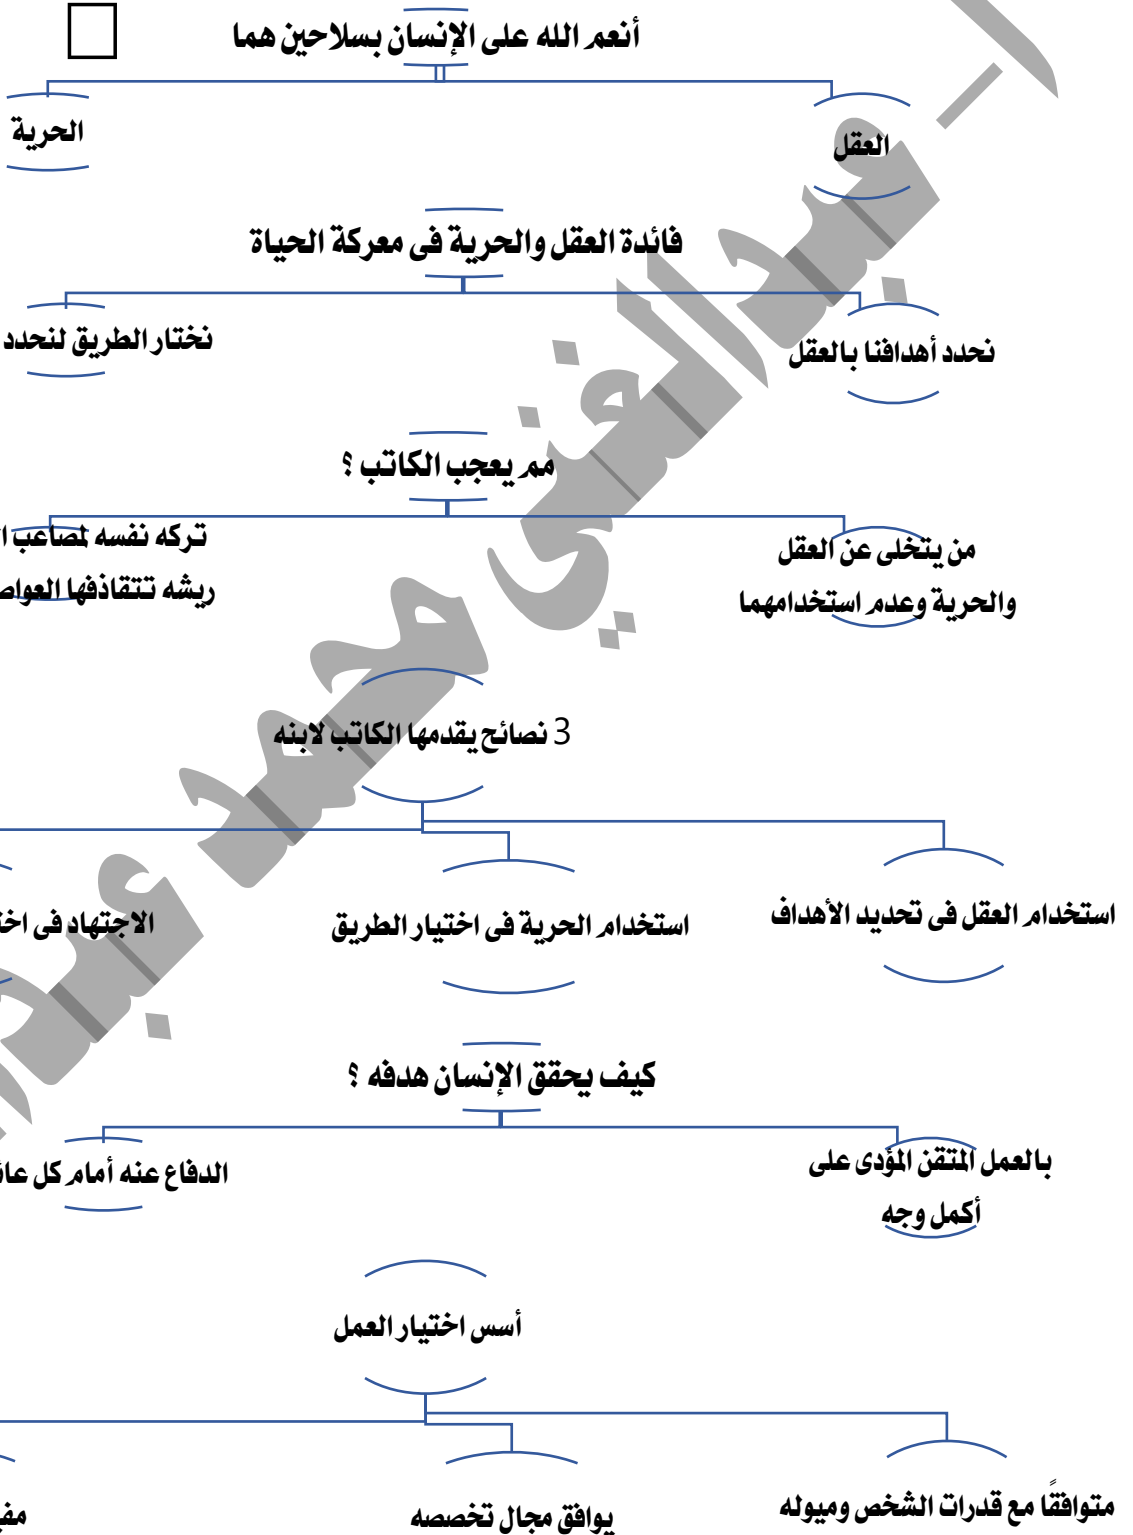 أنعم الله على الإنسان بسلاحين هما
العقل
الحرية
فائدة العقل والحرية فى معركة الحياة
نحدد أهدافنا بالعقل
نختار الطريق لنحدد
مم يعجب الكاتب ؟
من يتخلى عن العقل
والحرية وعدم استخدامهما
تركه نفسه لمصاعب
ريشه تتقاذفها
3 نصائح يقدمها الكاتب لابنه
استخدام العقل فى تحديد الأهداف
استخدام الحرية فى اختيار الطريق
الاجتهاد فى
كيف يحقق الإنسان هدفه ؟
بالعمل المتقن المؤدى على
أكمل وجه
الدفاع عنه أمام كل
أسس اختيار العمل
متوافقًا مع قدرات الشخص وميوله
يوافق مجال تخصصه
عبدالغني محمد